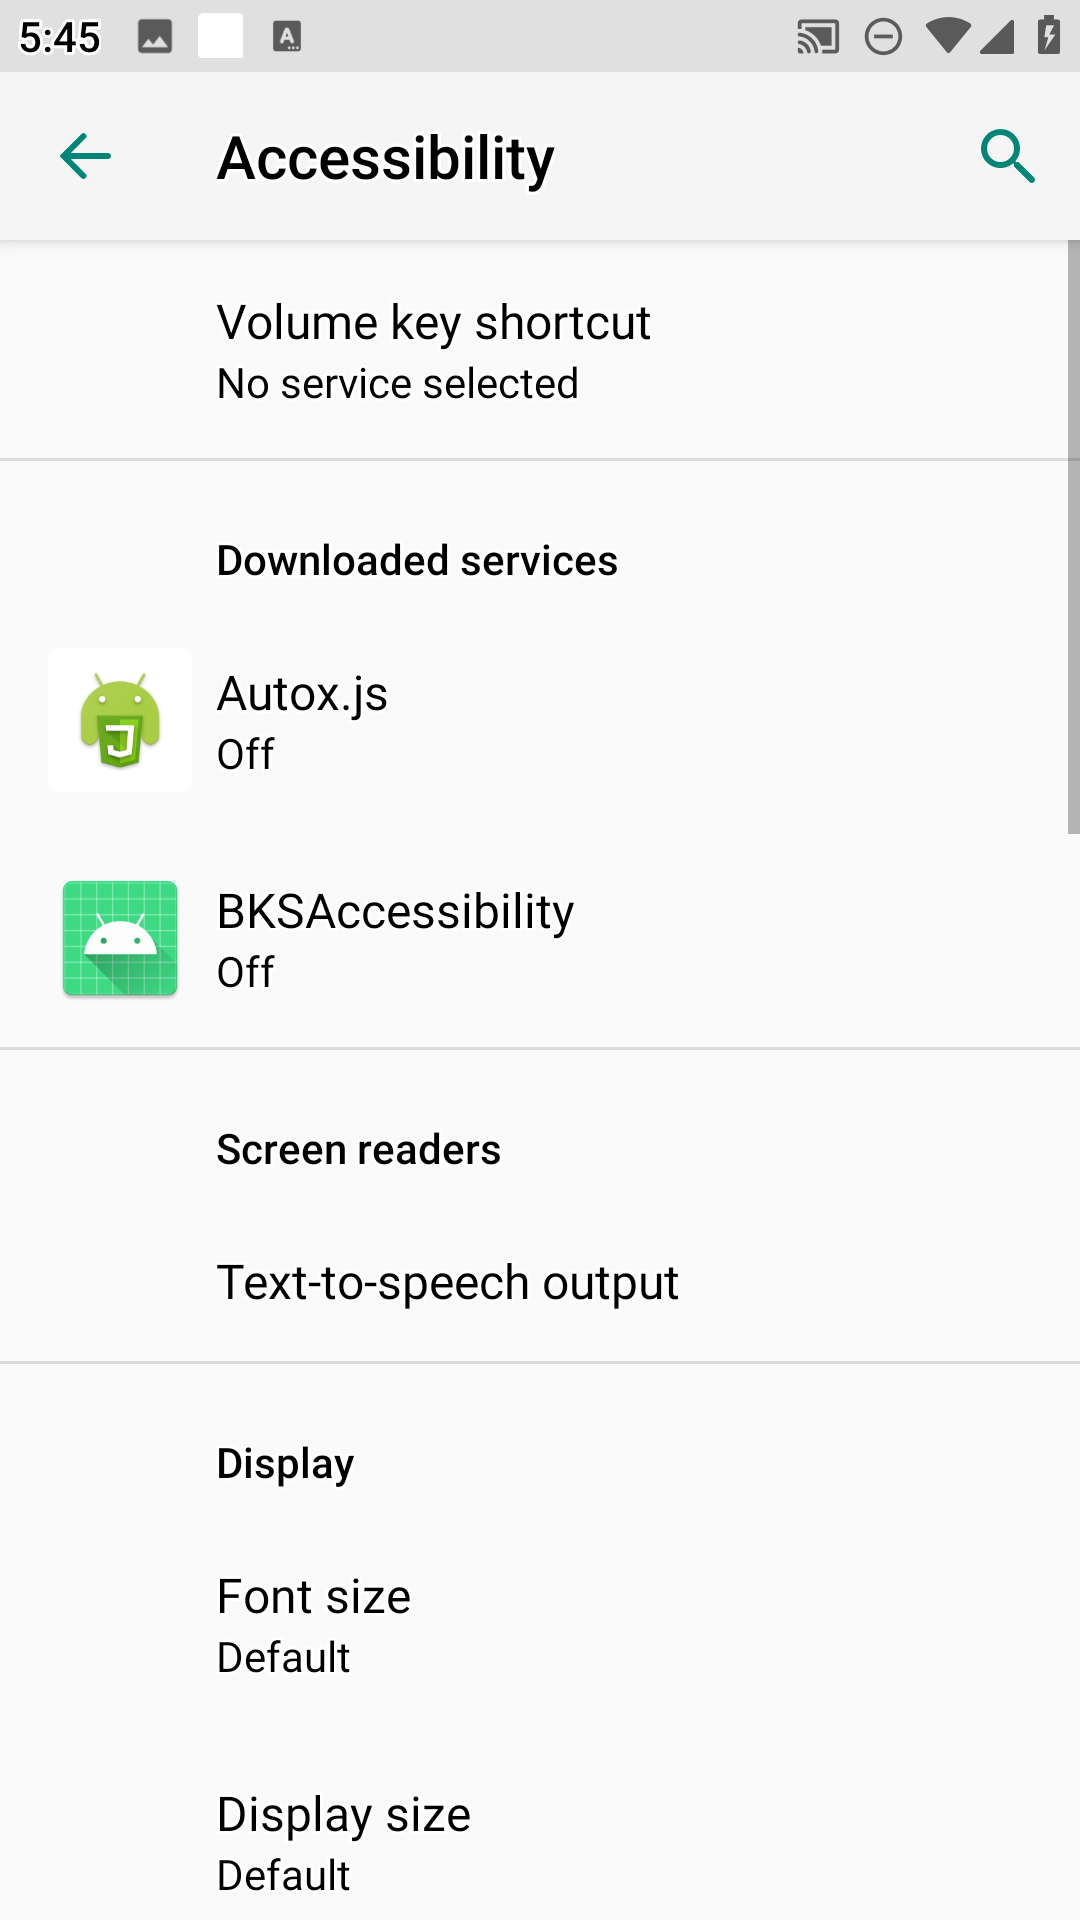 5:45
Accessibility
Volume key shortcut
No service selected
Downloaded services
Autox.js
Off
BKSAccessibility
Off
Screen readers
Text-to-speech output
Display
Font size
Default
Display size
Default